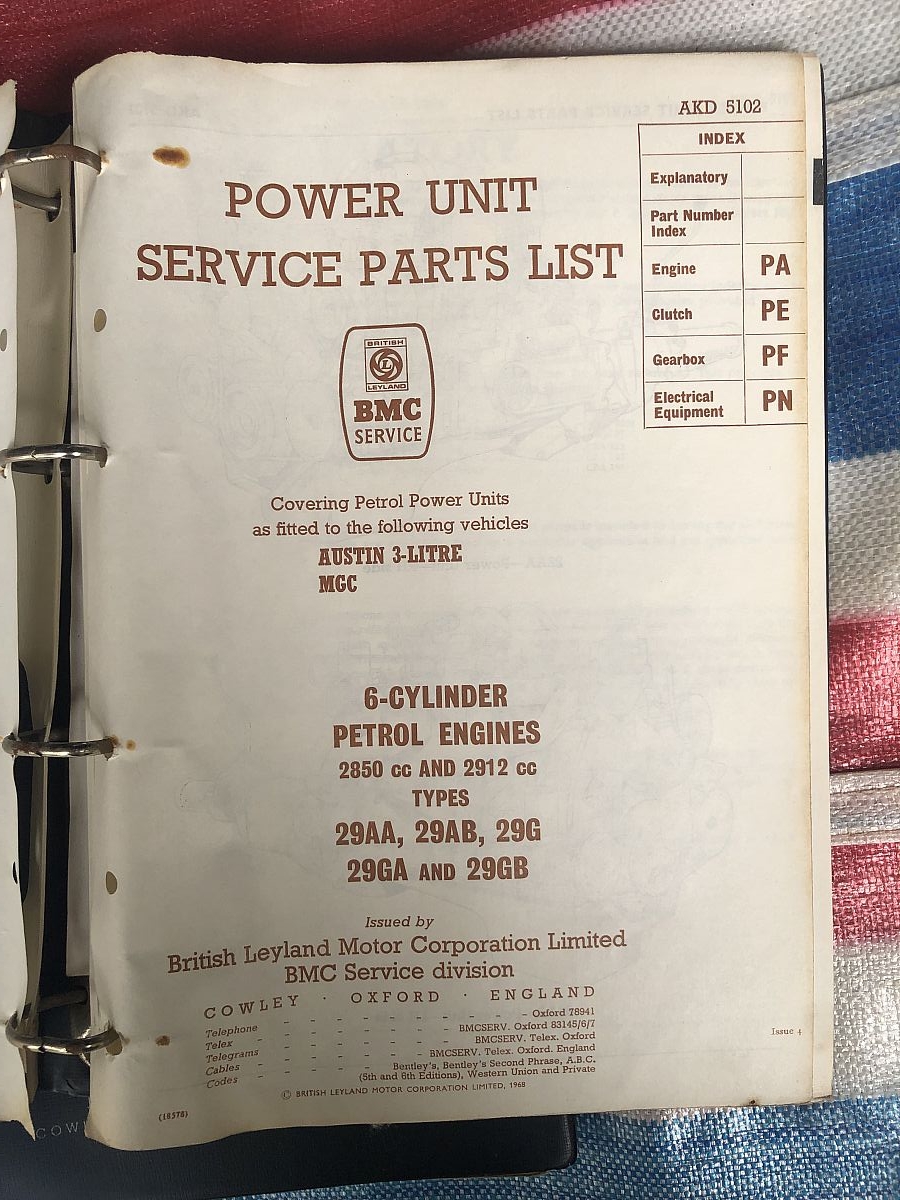 AKD 5102
INDEX
Explanatory
Part Number
Index
Engine PA
Clutch PE
Gearbox PF
Electrical
Equipment PN
POWER UNIT
SERVICE PARTS LIST
BRITISH
L
LEYLAND
BMC
SERVICE
Covering Petrol Power Units
as fitted to the following vehicles
AUSTIN 3-LITRE
MGC
6-CYLINDER
PETROL ENGINES
2850 cc AND 2912 cc
TYPES
29AA, 29AB, 29G
29GA AND 29GB
Issued by
British Leyland Motor Corporation Limited
BMC Service division
COWLEY · OXFORD · ENGLAND
Telephone - - - - - - - - - Oxford 78941
Telex - - - - - - - BMCSERV. Oxford 83145/6/7
Telegrams - - - - - - - BMCSERV. Telex. Oxford
Cables - - - - - - BMCSERV. Telex. Oxford. England
Codes - - - - - Bentley's, Bentley's Second Phrase, A.B.C.
(5th and 6th Editions), Western Union and Private
© BRITISH LEYLAND MOTOR CORPORATION LIMITED, 1968
Issue 4
(18578)
COW